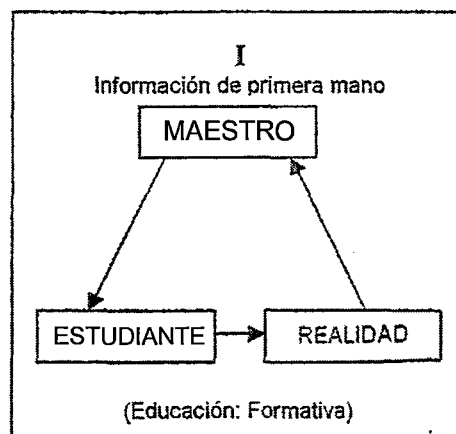 I
Información de primera mano
MAESTRO
ESTUDIANTE
REALIDAD
(Educación: Formativa)